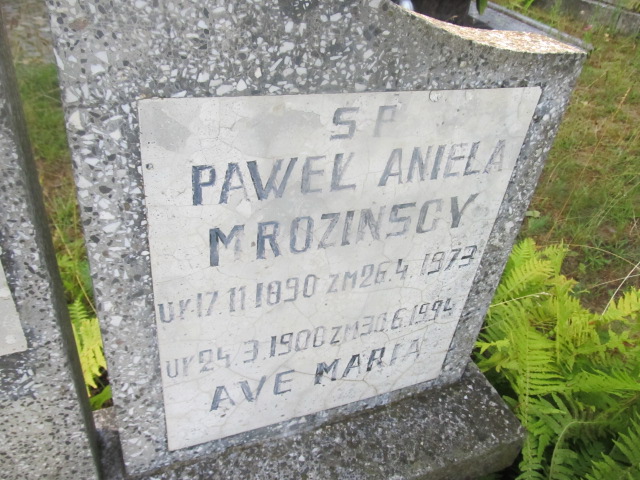 S P
PAWEŁ ANIELA
MROZINSCY
UR 17.11.1890 ZM 26.4.1973
UR 24.3.1900 ZM 30.6.1994
AVE MARIA